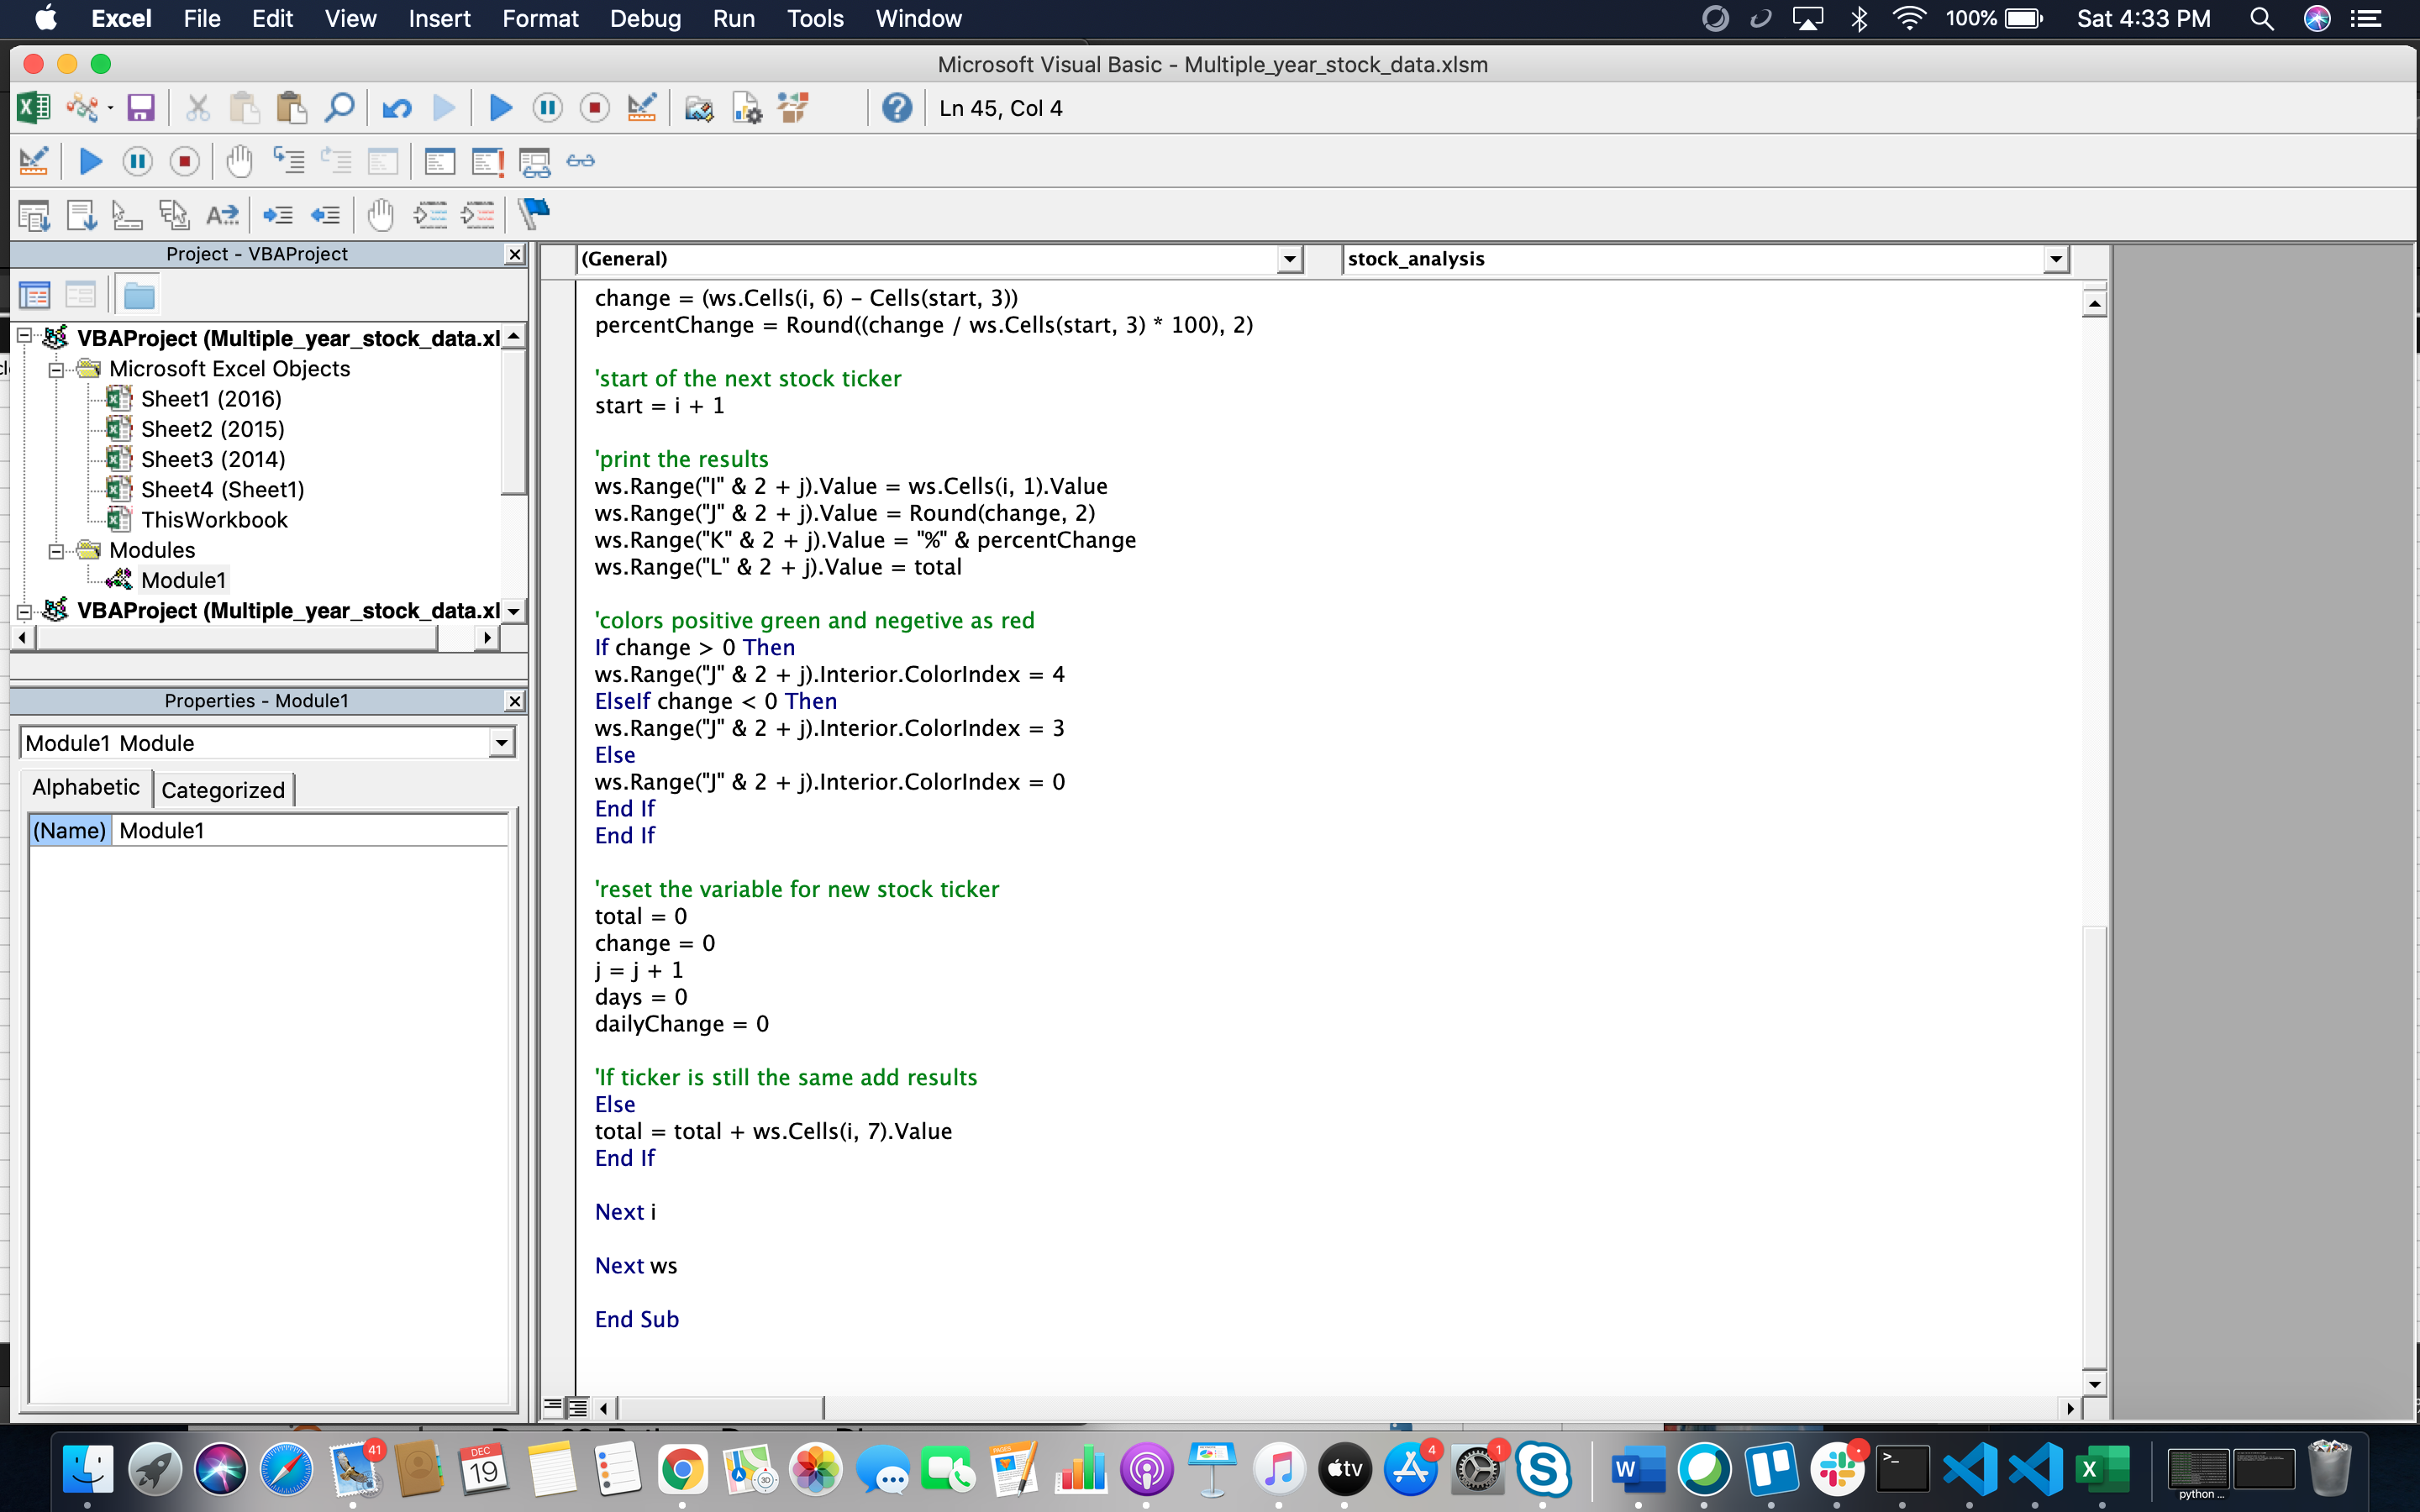 Excel File Edit View Insert Format Debug Run Tools Window 100% Sat 4:33 PM
Microsoft Visual Basic - Multiple_year_stock_data.xlsm
Ln 45, Col 4
Project - VBAProject
VBAProject (Multiple_year_stock_data.xl
Microsoft Excel Objects
Sheet1 (2016)
Sheet2 (2015)
Sheet3 (2014)
Sheet4 (Sheet1)
ThisWorkbook
Modules
Module1
VBAProject (Multiple_year_stock_data.xl
Properties - Module1
Module1 Module
Alphabetic Categorized
(Name) Module1
(General) stock_analysis
change = (ws.Cells(i, 6) - Cells(start, 3))
percentChange = Round((change / ws.Cells(start, 3) * 100), 2)
'start of the next stock ticker
start = i + 1
'print the results
ws.Range("I" & 2 + j).Value = ws.Cells(i, 1).Value
ws.Range("J" & 2 + j).Value = Round(change, 2)
ws.Range("K" & 2 + j).Value = "%" & percentChange
ws.Range("L" & 2 + j).Value = total
'colors positive green and negetive as red
If change > 0 Then
ws.Range("J" & 2 + j).Interior.ColorIndex = 4
ElseIf change < 0 Then
ws.Range("J" & 2 + j).Interior.ColorIndex = 3
Else
ws.Range("J" & 2 + j).Interior.ColorIndex = 0
End If
End If
'reset the variable for new stock ticker
total = 0
change = 0
j = j + 1
days = 0
dailyChange = 0
'If ticker is still the same add results
Else
total = total + ws.Cells(i, 7).Value
End If
Next i
Next ws
End Sub
41
DEC
19
PAGES
3D
tv
4
1
python ...